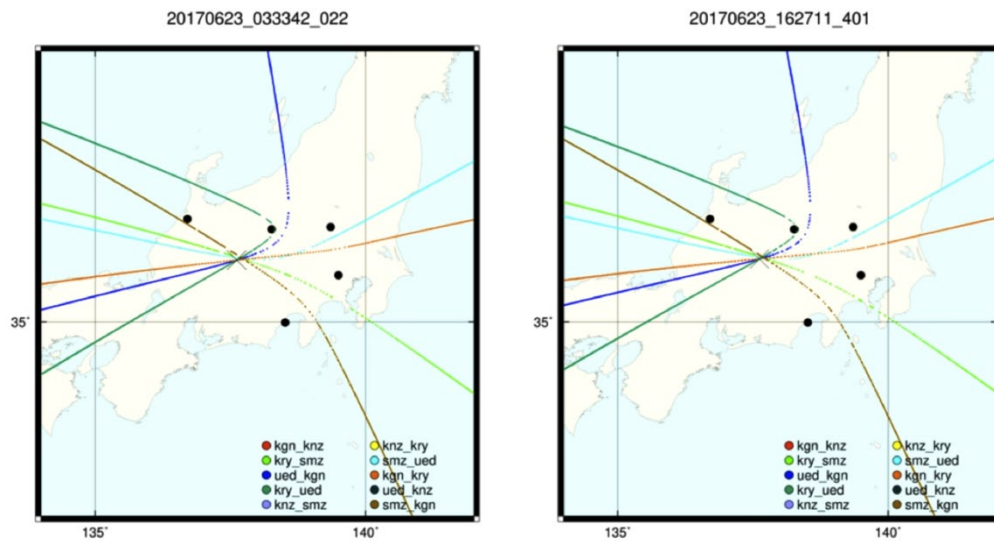 20170623_033342_022
20170623_162711_401
35°
35°
kgn_knz
knz_kry
kry_smz
smz_ued
ued_kgn
kgn_kry
kry_ued
ued_knz
knz_smz
smz_kgn
kgn_knz
knz_kry
kry_smz
smz_ued
ued_kgn
kgn_kry
kry_ued
ued_knz
knz_smz
smz_kgn
135°
140°
135°
140°